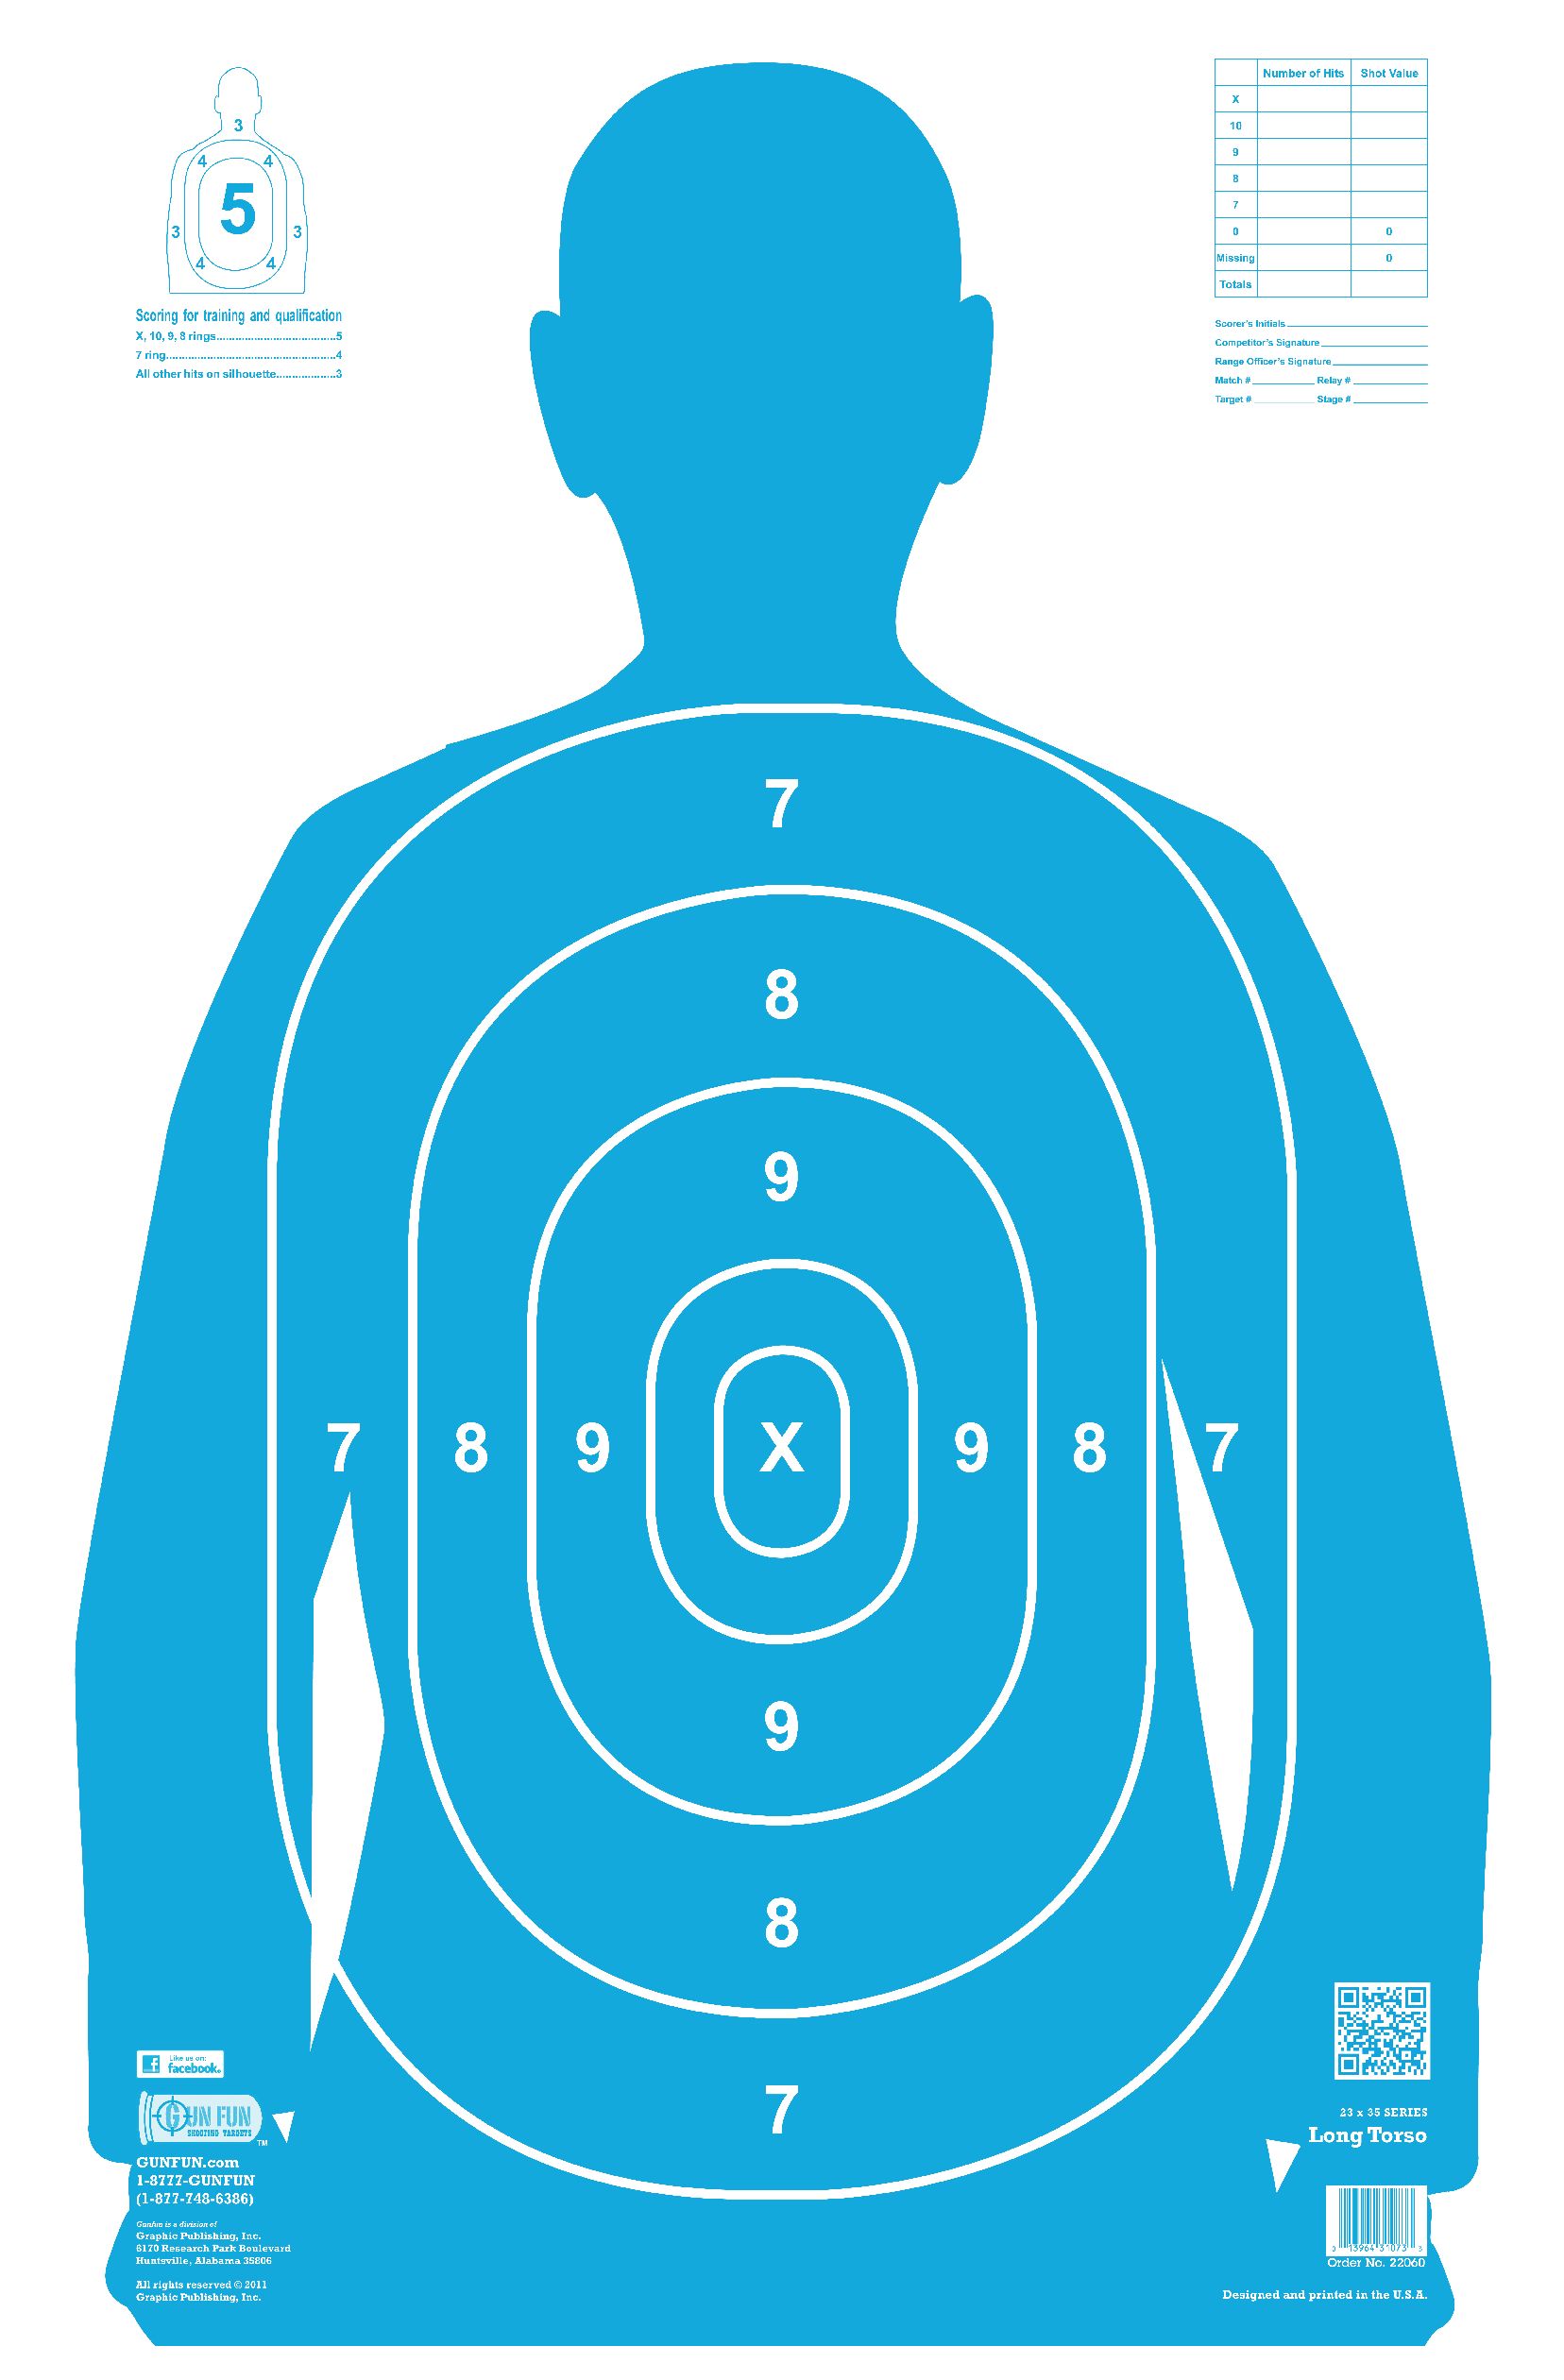 3
4 4
5
3 3
4 4
Scoring for training and qualification
X, 10, 9, 8 rings.......................................5
7 ring........................................................4
All other hits on silhouette...................3
Number of Hits Shot Value
X
10
9
8
7
0 0
Missing 0
Totals
Scorer's Initials
Competitor's Signature
Range Officer's Signature
Match # Relay #
Target # Stage #
7
8
9
7 8 9 X 9 8 7
9
8
7
Like us on:
facebook.
GUN FUN
SHOOTING TARGETS
TM
GUNFUN.com
1-8777-GUNFUN
(1-877-748-6386)
Gunfun is a division of
Graphic Publishing, Inc.
6170 Research Park Boulevard
Huntsville, Alabama 35806
All rights reserved © 2011
Graphic Publishing, Inc.
23 x 35 SERIES
Long Torso
0 13964 31073 3
Order No. 22060
Designed and printed in the U.S.A.